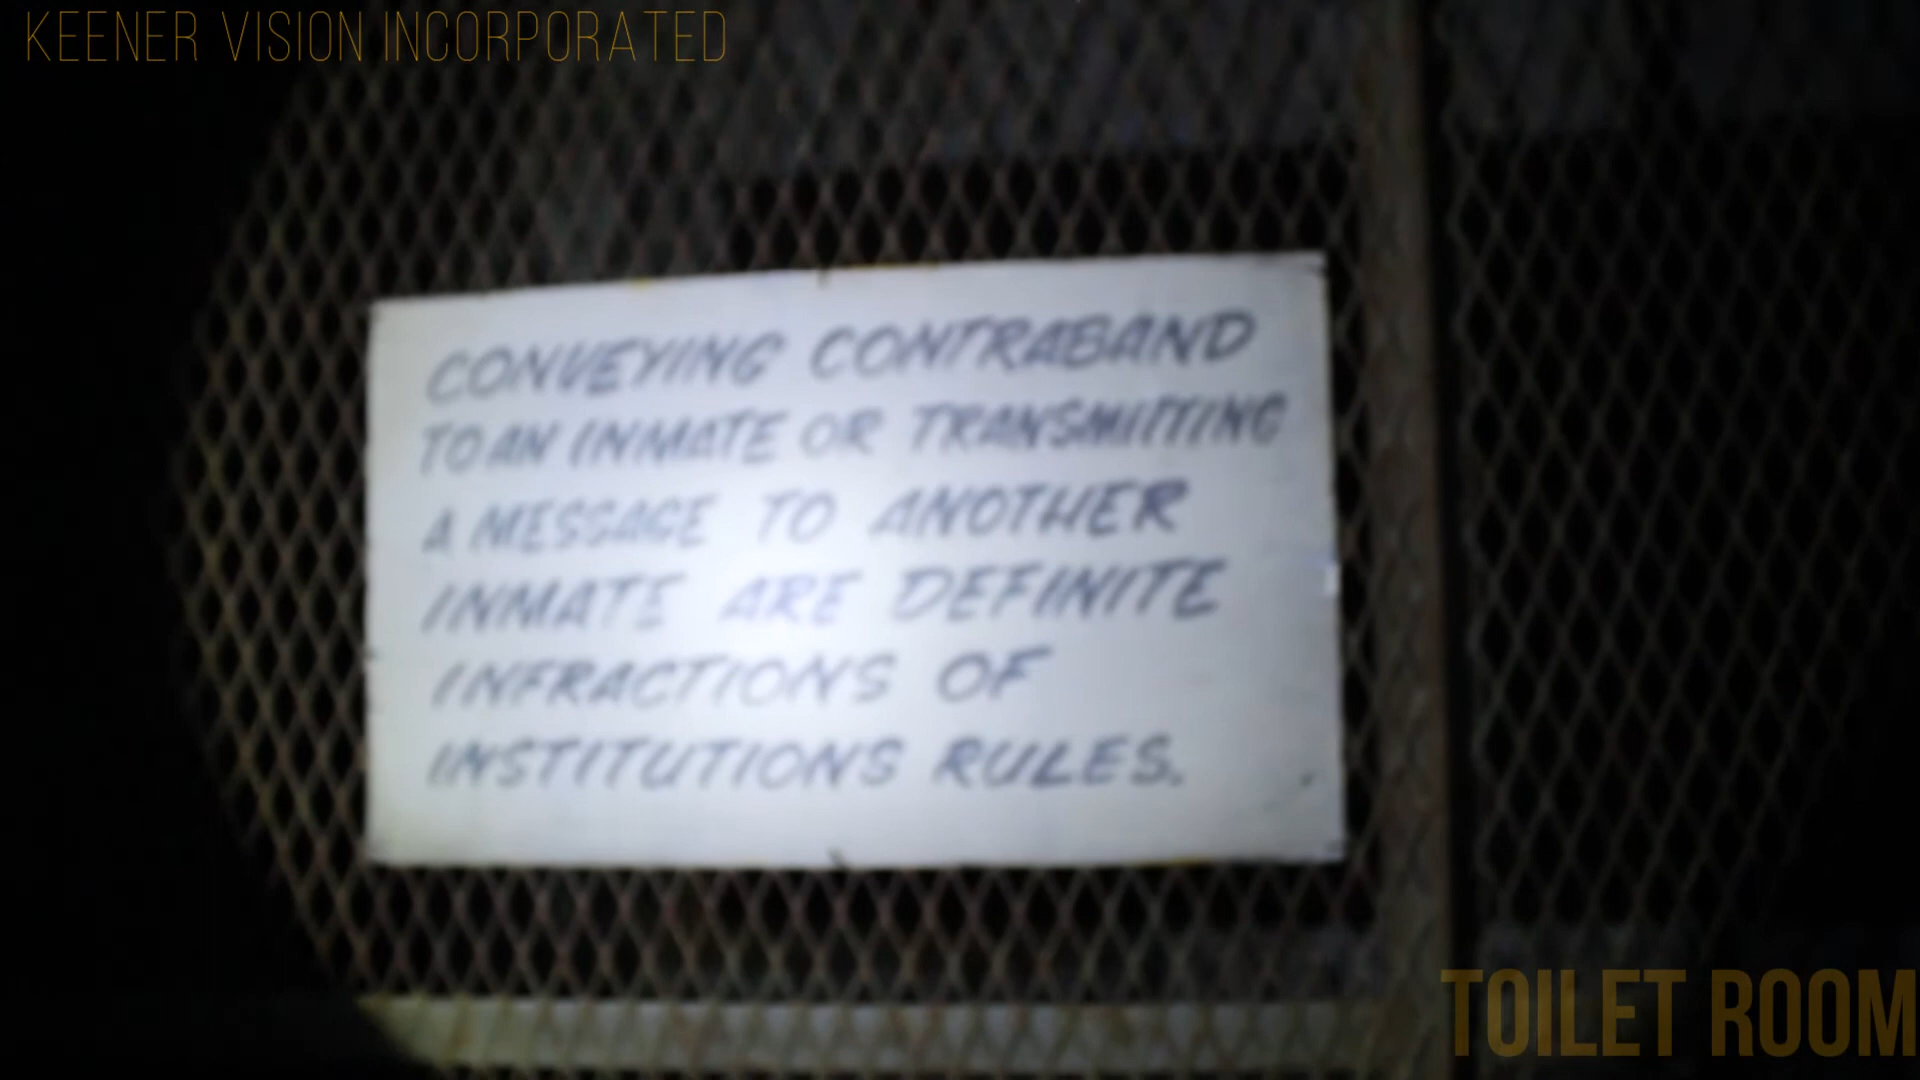 KEENER VISION INCORPORATED
CONVEYING CONTRABAND
TO AN INMATE OR TRANSMITTING
A MESSAGE TO ANOTHER
INMATE ARE DEFINITE
INFRACTIONS OF
INSTITUTIONS RULES.
TOILET ROOM